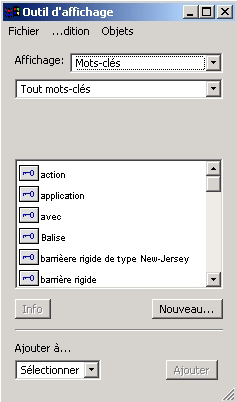 Outil d'affichage
Fichier ...dition Objets
Affichage: Mots-clés
Tout mots-clés
action
application
avec
Balise
barrièere rigide de type New-Jersey
barrière rigide
Info Nouveau...
Ajouter à...
Sélectionner Ajouter